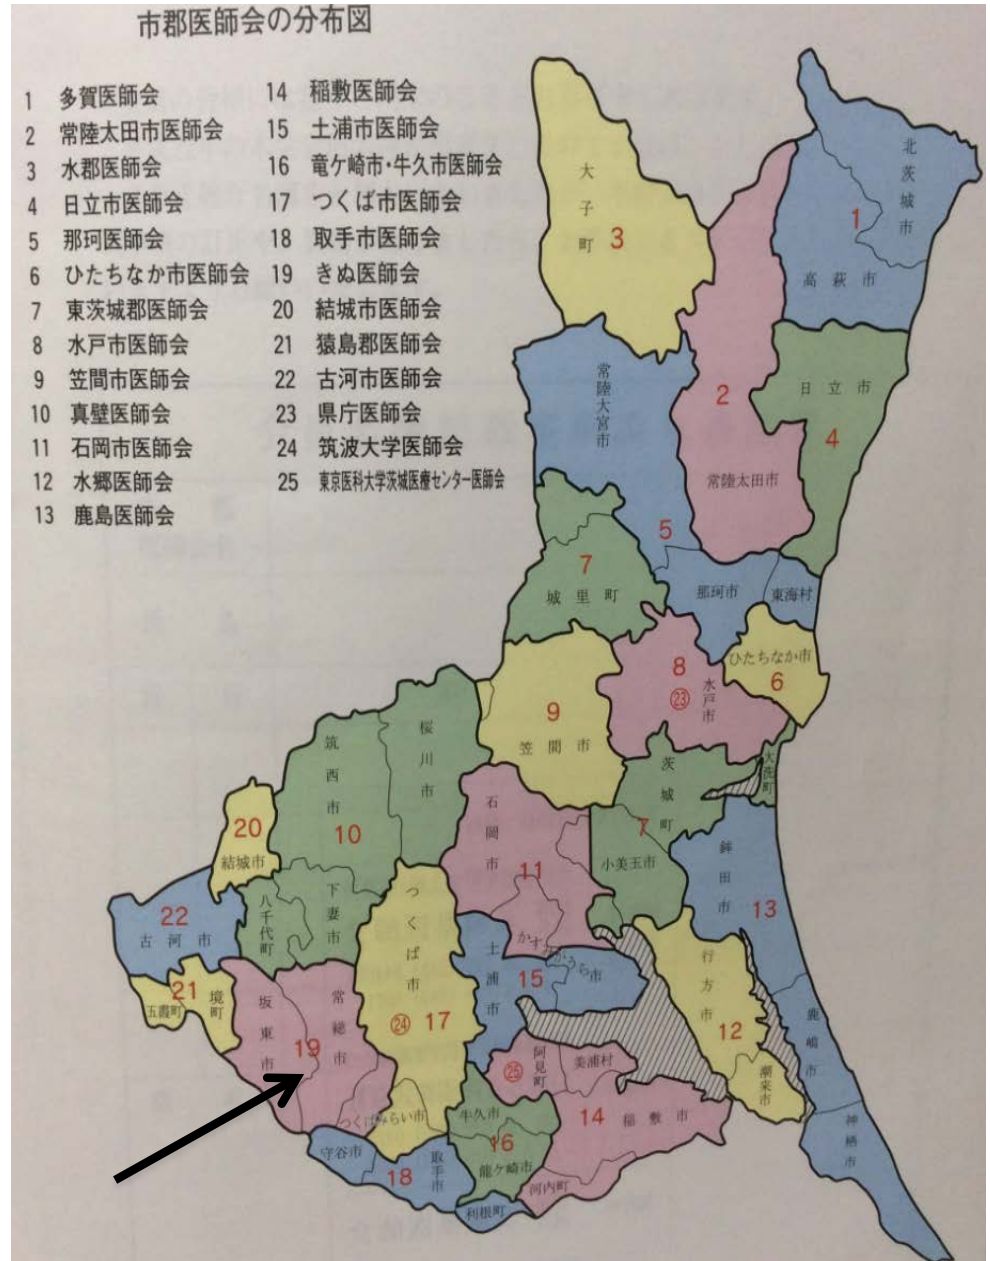 市郡医師会の分布図
1 多賀医師会
2 常陸太田市医師会
3 水郡医師会
4 日立市医師会
5 那珂医師会
6 ひたちなか市医師会
7 東茨城郡医師会
8 水戸市医師会
9 笠間市医師会
10 真壁医師会
11 石岡市医師会
12 水郷医師会
13 鹿島医師会
14 稲敷医師会
15 土浦市医師会
16 竜ケ崎市・牛久市医師会
17 つくば市医師会
18 取手市医師会
19 きぬ医師会
20 結城市医師会
21 猿島郡医師会
22 古河市医師会
23 県庁医師会
24 筑波大学医師会
25 東京医科大学茨城医療センター医師会
北茨城市
1
高萩市
大子町
3
常陸大宮市
2
日立市
4
常陸太田市
5
7
城里町
那珂市
東海村
ひたちなか市
6
8
㉓
水戸市
9
笠間市
桜川市
筑西市
10
茨城町
大洗町
7
小美玉市
石岡市
11
鉾田市
13
20
結城市
下妻市
八千代町
つくば市
22
古河市
かすみがうら市
土浦市
15
行方市
12
21
五霞町
境町
坂東市
常総市
19
㉔
17
鹿嶋市
潮来市
㉕
阿見町
美浦村
14
稲敷市
神栖市
つくばみらい市
牛久市
16
龍ケ崎市
守谷市
取手市
18
河内町
利根町